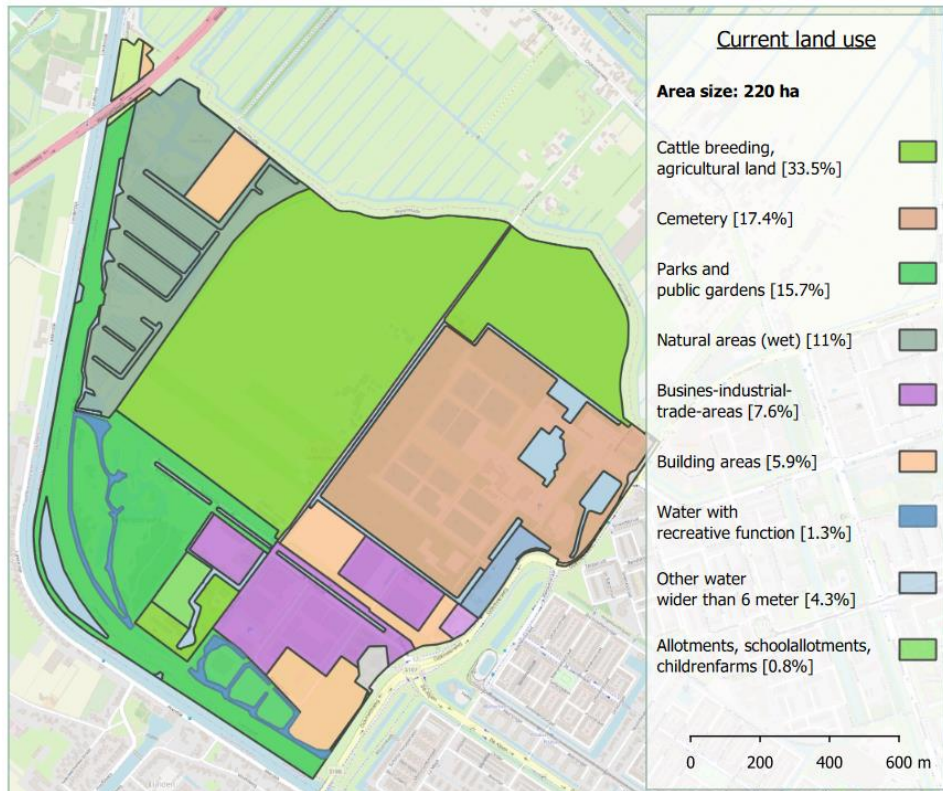 Current land use
Area size: 220 ha
Cattle breeding,
agricultural land [33.5%]
Cemetery [17.4%]
Parks and
public gardens [15.7%]
Natural areas (wet) [11%]
Busines-industrial-
trade-areas [7.6%]
Building areas [5.9%]
Water with
recreative function [1.3%]
Other water
wider than 6 meter [4.3%]
Allotments, schoolallotments,
childrenfarms [0.8%]
0 200 400 600 m